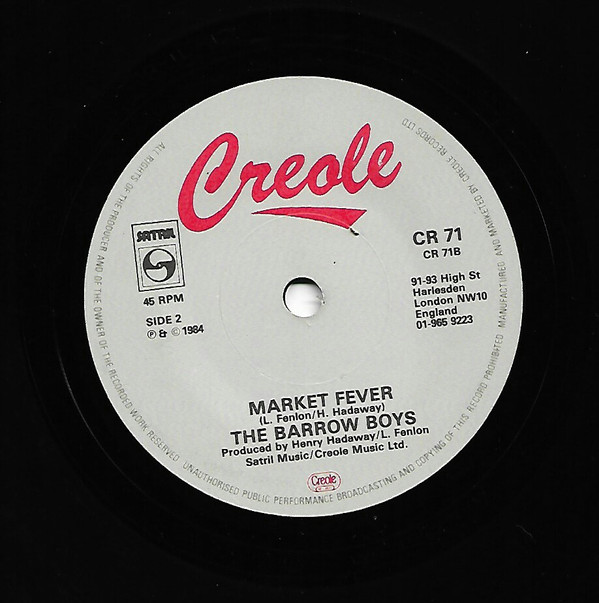 Creole
SATRIL
45 RPM
SIDE 2
℗ & © 1984
CR 71
CR 71B
91-93 High St
Harlesden
London NW10
England
01-965 9223
MARKET FEVER
(L. Fenlon/H. Hadaway)
THE BARROW BOYS
Produced by Henry Hadaway/L. Fenlon
Satril Music/Creole Music Ltd.
Creole
ALL RIGHTS OF THE PRODUCER AND OF THE OWNER OF THE RECORDED WORK RESERVED UNAUTHORISED PUBLIC PERFORMANCE BROADCASTING AND COPYING OF THIS RECORD PROHIBITED MANUFACTURED AND MARKETED BY CREOLE RECORDS LTD